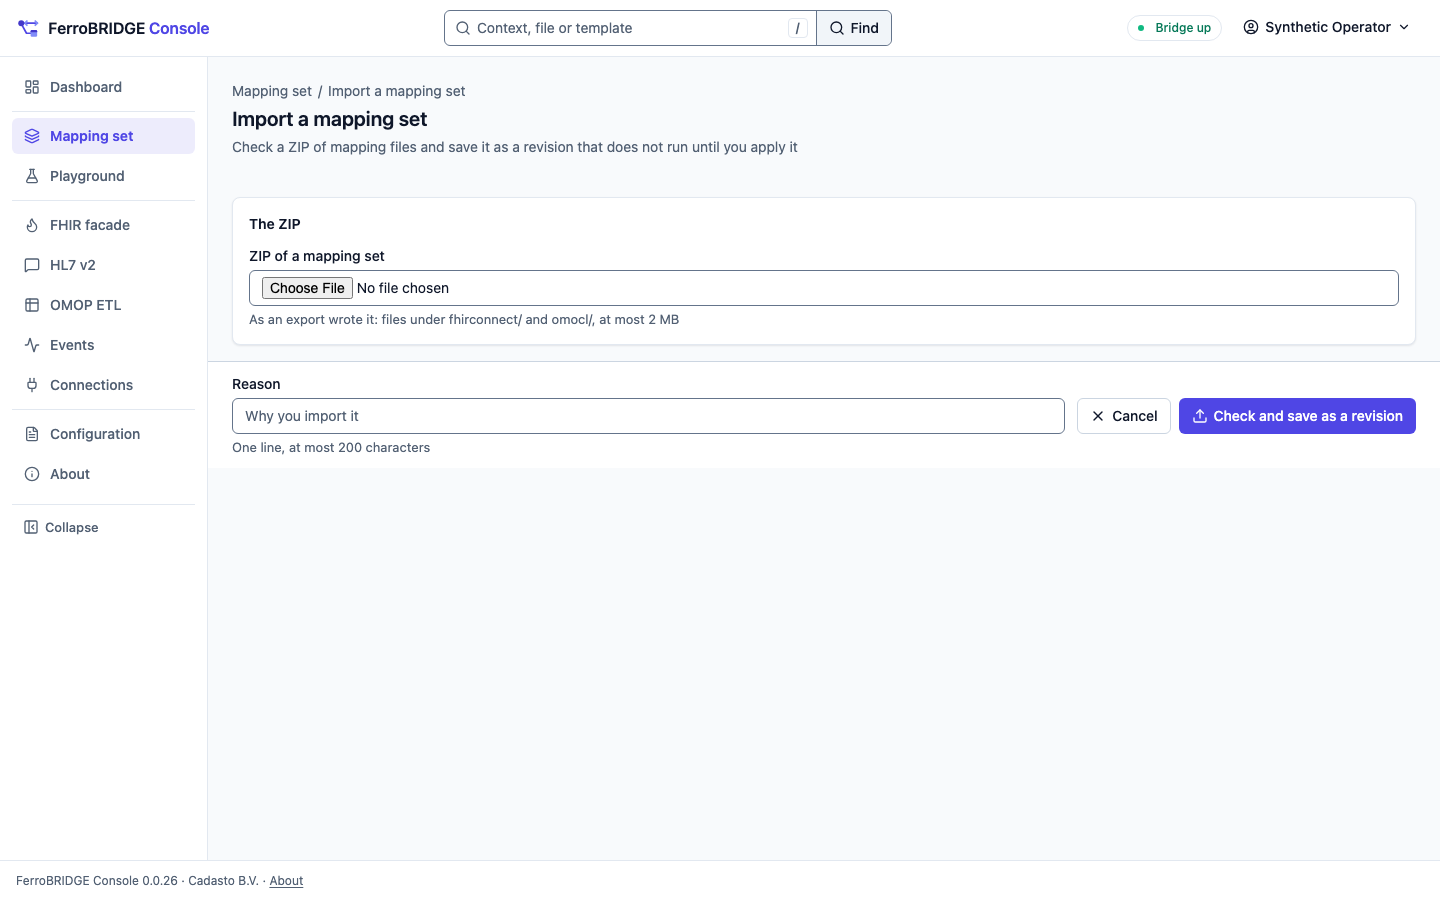 FerroBRIDGE Console
Context, file or template
/
Find
Bridge up
Synthetic Operator
Dashboard
Mapping set
Playground
FHIR facade
HL7 v2
OMOP ETL
Events
Connections
Configuration
About
Collapse
Mapping set / Import a mapping set
Import a mapping set
Check a ZIP of mapping files and save it as a revision that does not run until you apply it
The ZIP
ZIP of a mapping set
Choose File No file chosen
As an export wrote it: files under fhirconnect/ and omocl/, at most 2 MB
Reason
Why you import it
Cancel
Check and save as a revision
One line, at most 200 characters
FerroBRIDGE Console 0.0.26 · Cadasto B.V. · About